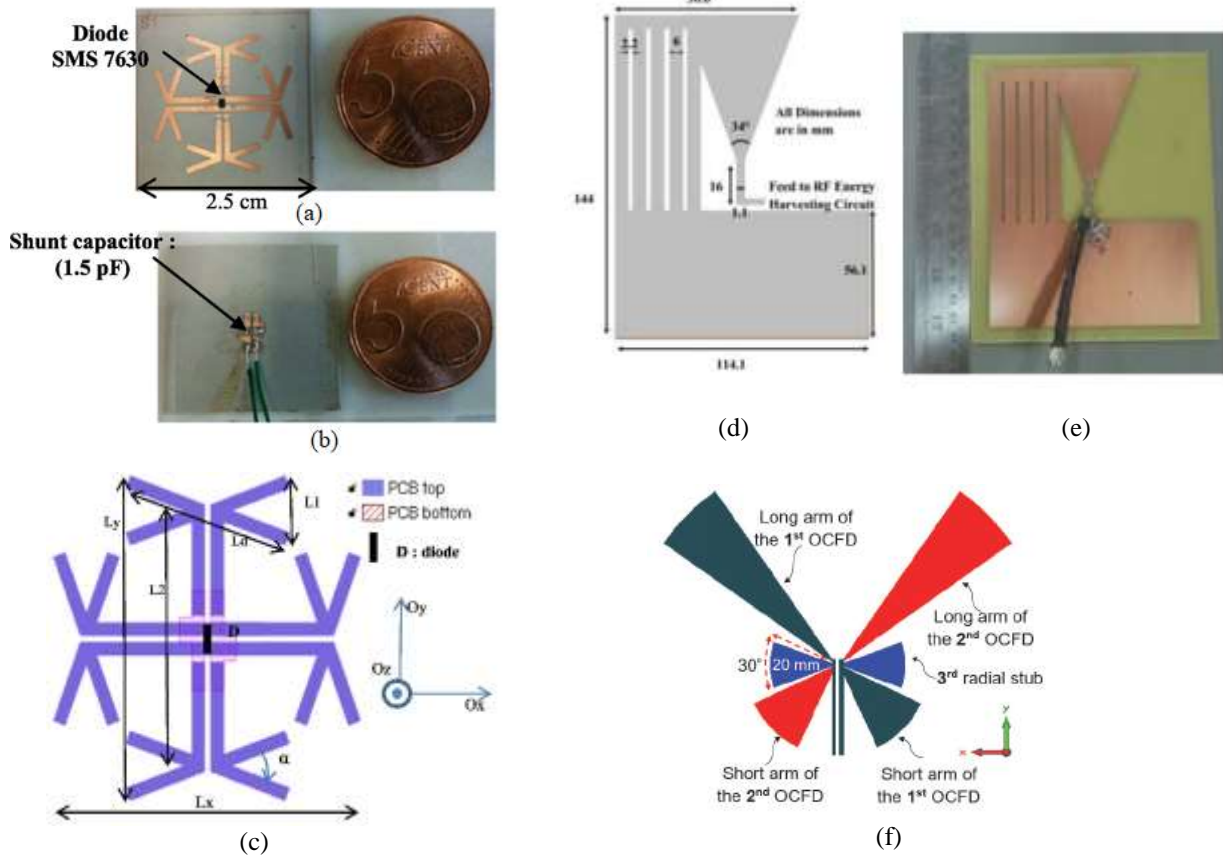 Diode
SMS 7630
2.5 cm
(a)
Shunt capacitor :
(1.5 pF)
(b)
PCB top
PCB bottom
D : diode
Ly
L1
L2
D
Oy
Oz
Ox
α
Lx
(c)
6
34°
All Dimensions
are in mm
144
16
Feed to RF Energy
Harvesting Circuit
1.1
56.1
114.1
(d)
(e)
Long arm of
the 1st OCFD
Long arm of
the 2nd OCFD
30°
20 mm
3rd radial stub
y
x
Short arm of
the 2nd OCFD
Short arm of
the 1st OCFD
(f)